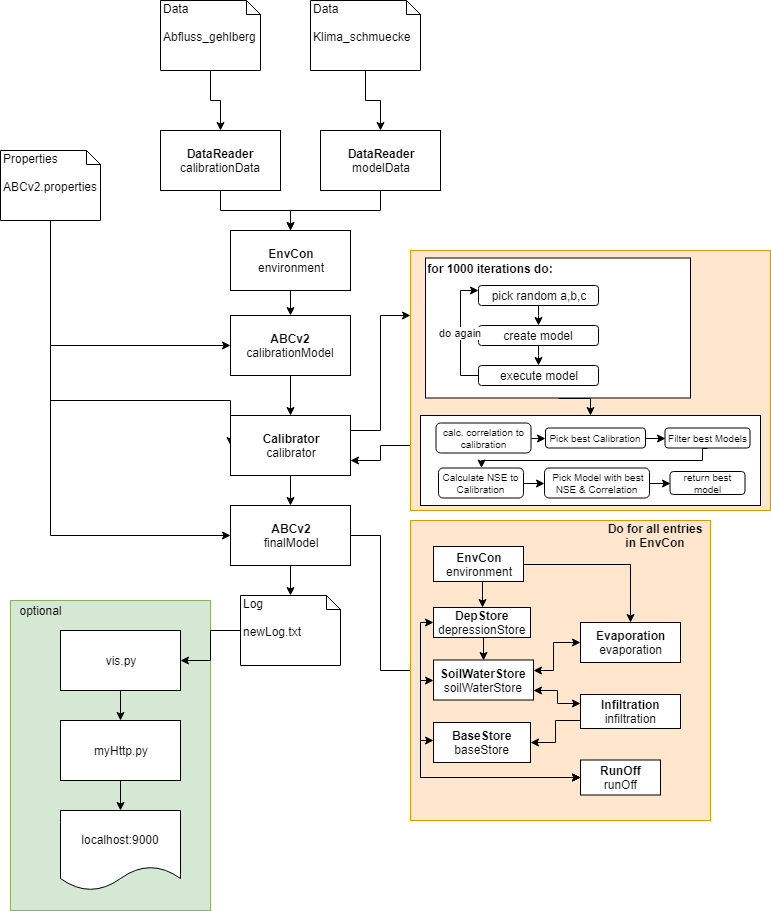 Data
Abfluss_gehlberg
Data
Klima_schmuecke
DataReader
calibrationData
DataReader
modelData
Properties
ABCv2.properties
EnvCon
environment
ABCv2
calibrationModel
Calibrator
calibrator
ABCv2
finalModel
for 1000 iterations do:
pick random a,b,c
do again
create model
execute model
calc. correlation to
calibration
Pick best Calibration
Filter best Models
Calculate NSE to
Calibration
Pick Model with best
NSE & Correlation
return best
model
Do for all entries
in EnvCon
EnvCon
environment
DepStore
depressionStore
Evaporation
evaporation
SoilWaterStore
soilWaterStore
Infiltration
infiltration
BaseStore
baseStore
RunOff
runOff
Log
newLog.txt
optional
vis.py
myHttp.py
localhost:9000